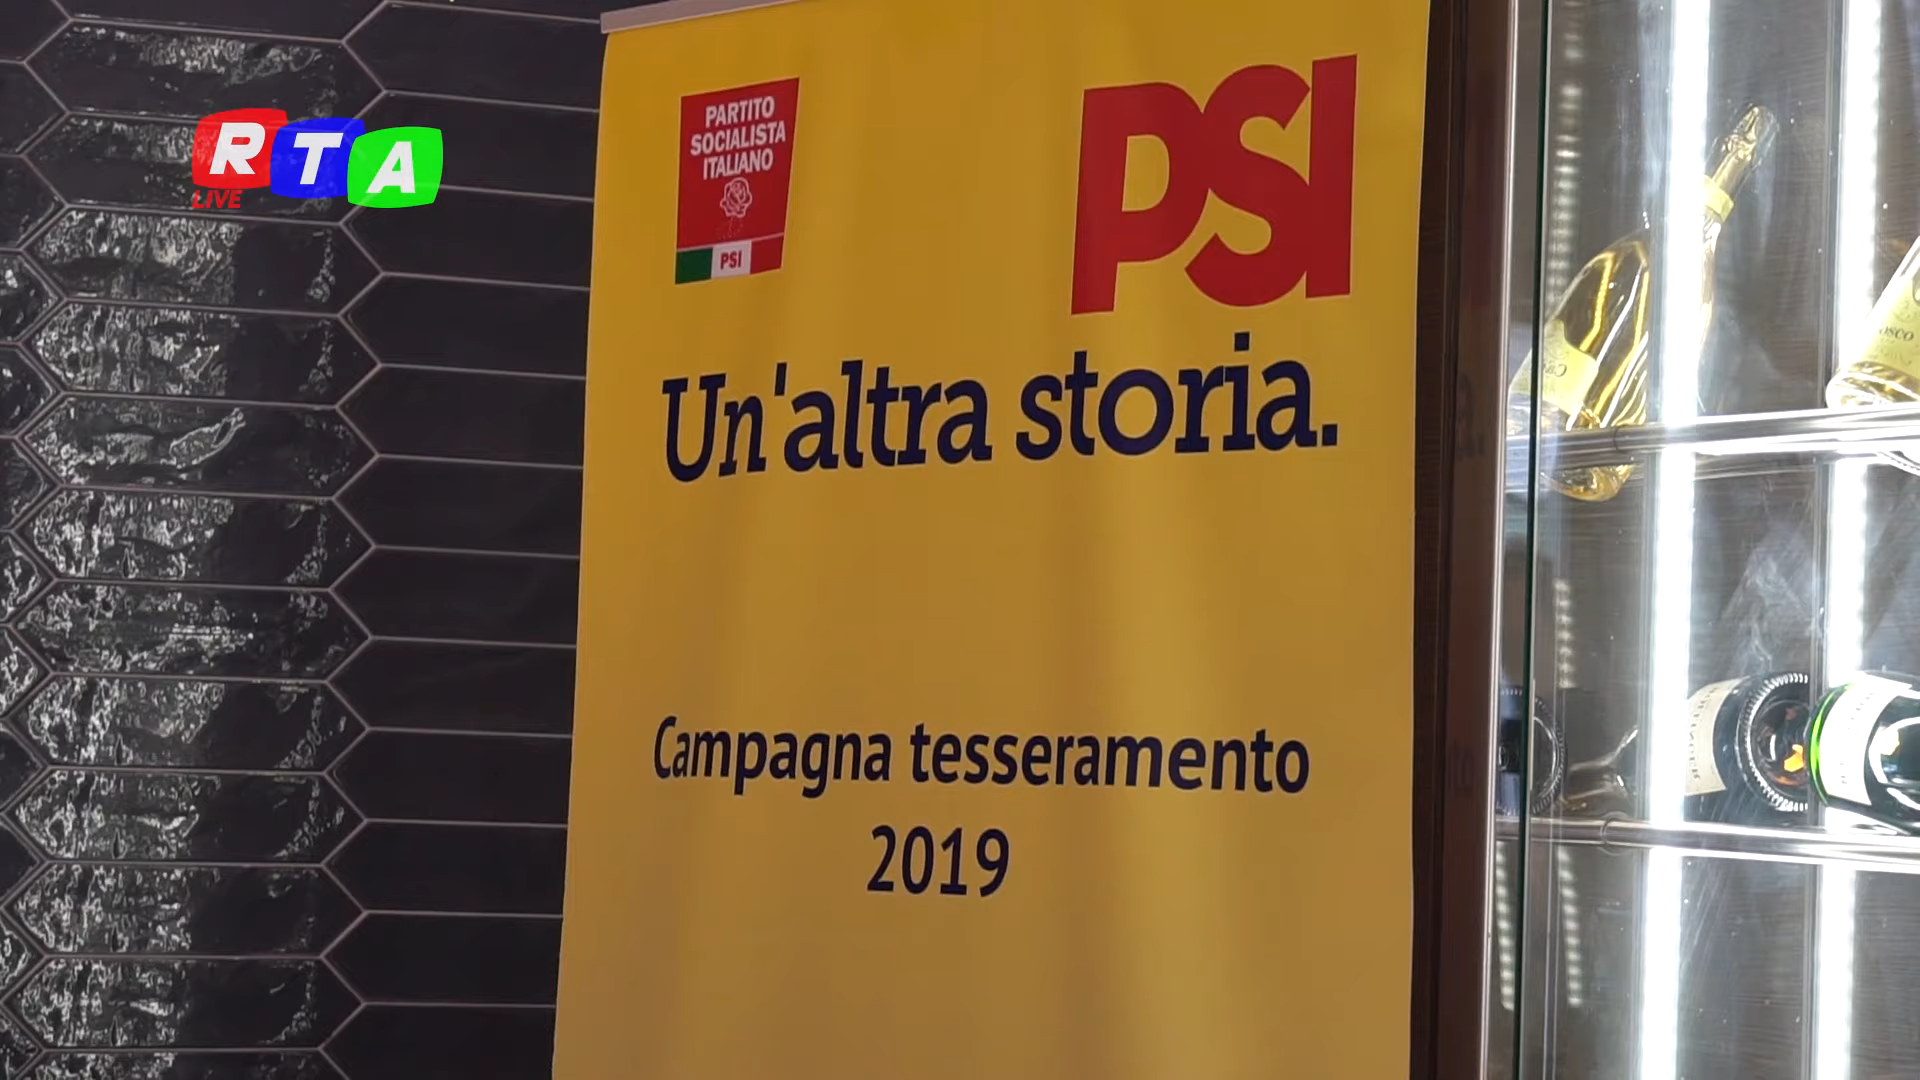 RTA
LIVE
PARTITO
SOCIALISTA
ITALIANO
PSI
PSI
Un'altra storia.
Campagna tesseramento
2019